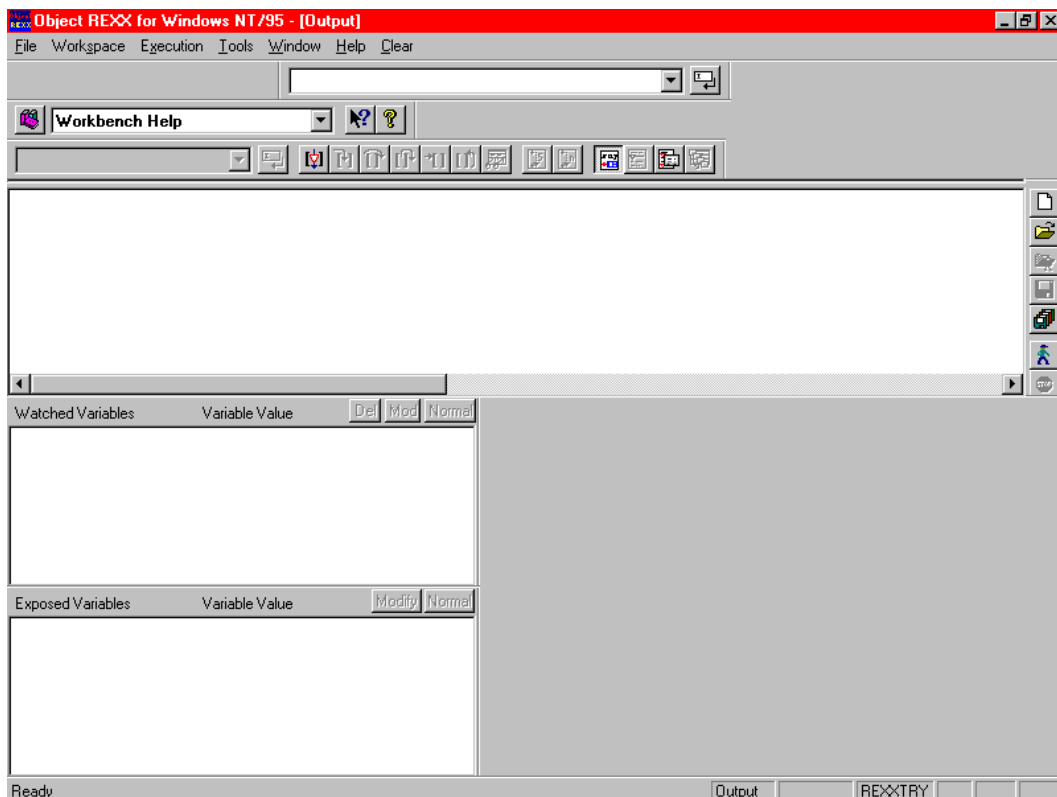 Object REXX for Windows NT/95 - [Output]
File Workspace Execution Tools Window Help Clear
Workbench Help
Watched Variables Variable Value Del Mod Normal
Exposed Variables Variable Value Modify Normal
Ready Output REXXTRY